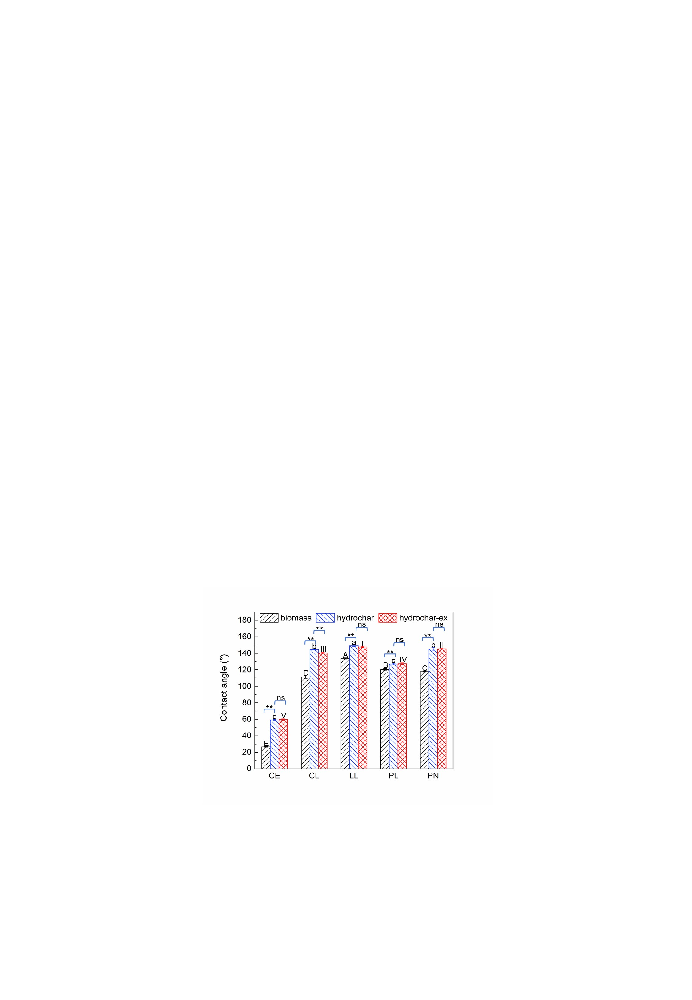 biomass hydrochar hydrochar-ex
180
160
140
120
100
80
60
40
20
0
Contact angle (°)
** ns
E d V
** **
D b III
** ns
A a I
** ns
B c IV
** ns
C b II
CE CL LL PL PN